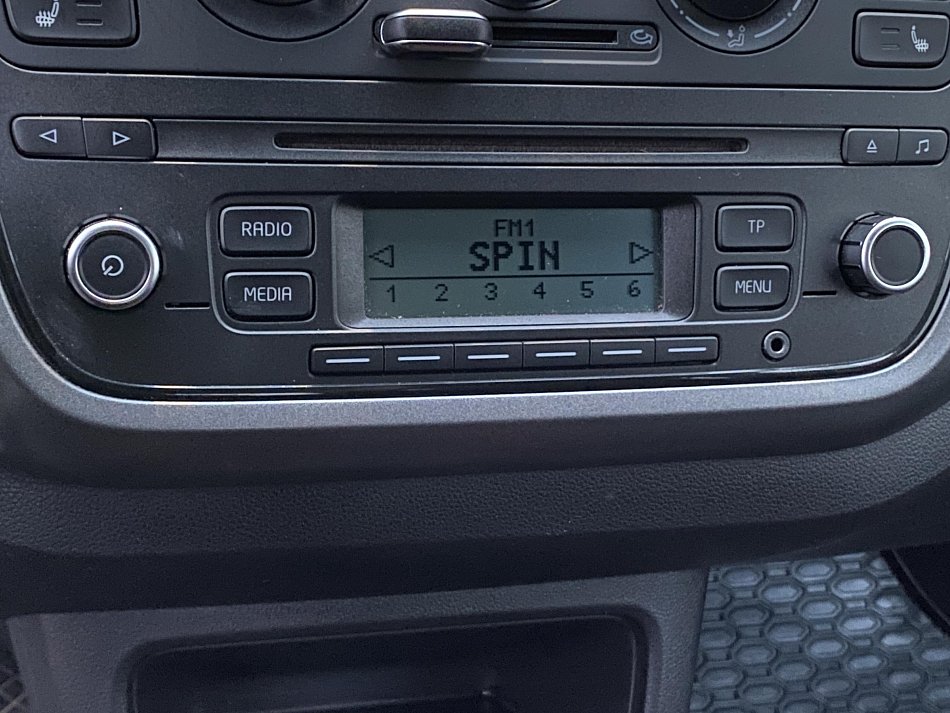 RADIO
MEDIA
FM1
SPIN
1 2 3 4 5 6
TP
MENU